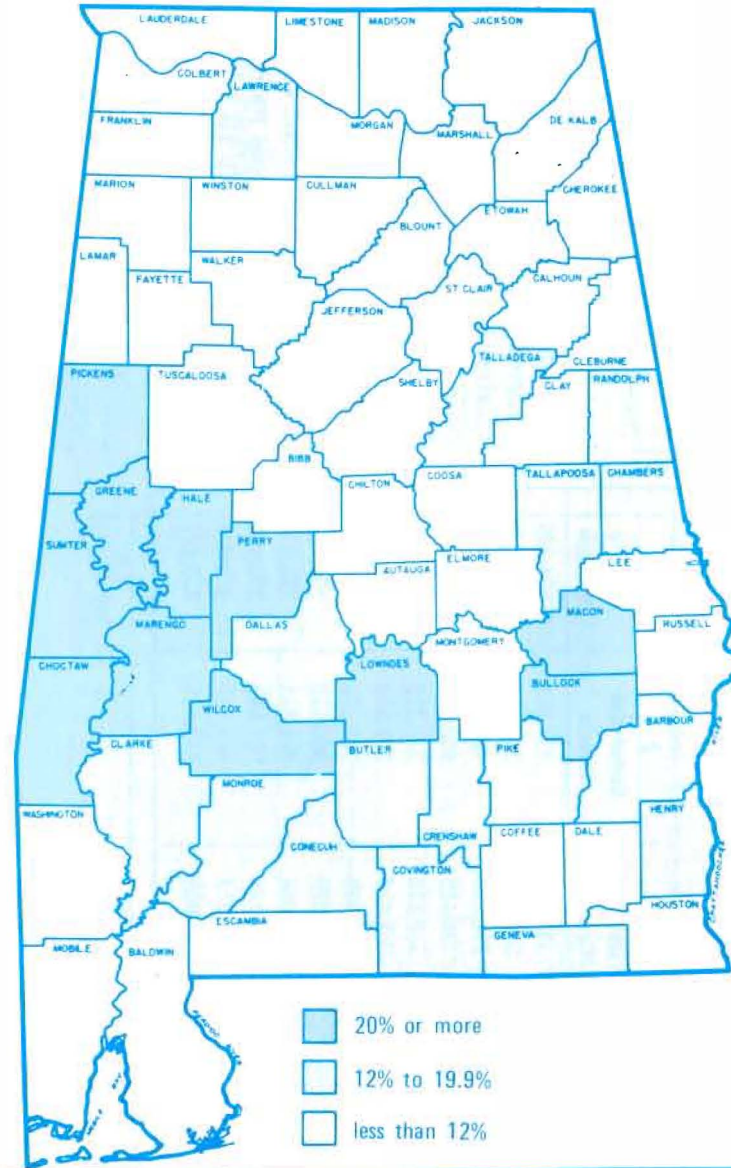 LAUDERDALE
LIMESTONE
MADISON
JACKSON
COLBERT
LAWRENCE
FRANKLIN
MORGAN
MARSHALL
DE KALB
MARION
WINSTON
CULLMAN
CHEROKEE
BLOUNT
ETOWAH
LAMAR
FAYETTE
WALKER
ST. CLAIR
CALHOUN
JEFFERSON
PICKENS
TUSCALOOSA
SHELBY
TALLADEGA
CLEBURNE
CLAY
RANDOLPH
BIBB
GREENE
HALE
CHILTON
COOSA
TALLAPOOSA
CHAMBERS
SUMTER
PERRY
AUTAUGA
ELMORE
LEE
MACON
RUSSELL
MARENGO
DALLAS
LOWNDES
MONTGOMERY
BULLOCK
CHOCTAW
WILCOX
BARBOUR
CLARKE
BUTLER
PIKE
MONROE
WASHINGTON
CRENSHAW
COFFEE
DALE
HENRY
CONECUH
COVINGTON
ESCAMBIA
GENEVA
HOUSTON
CHATTAHOOCHEE
RIVER
MOBILE
BALDWIN
MOBILE BAY
20% or more
12% to 19.9%
less than 12%